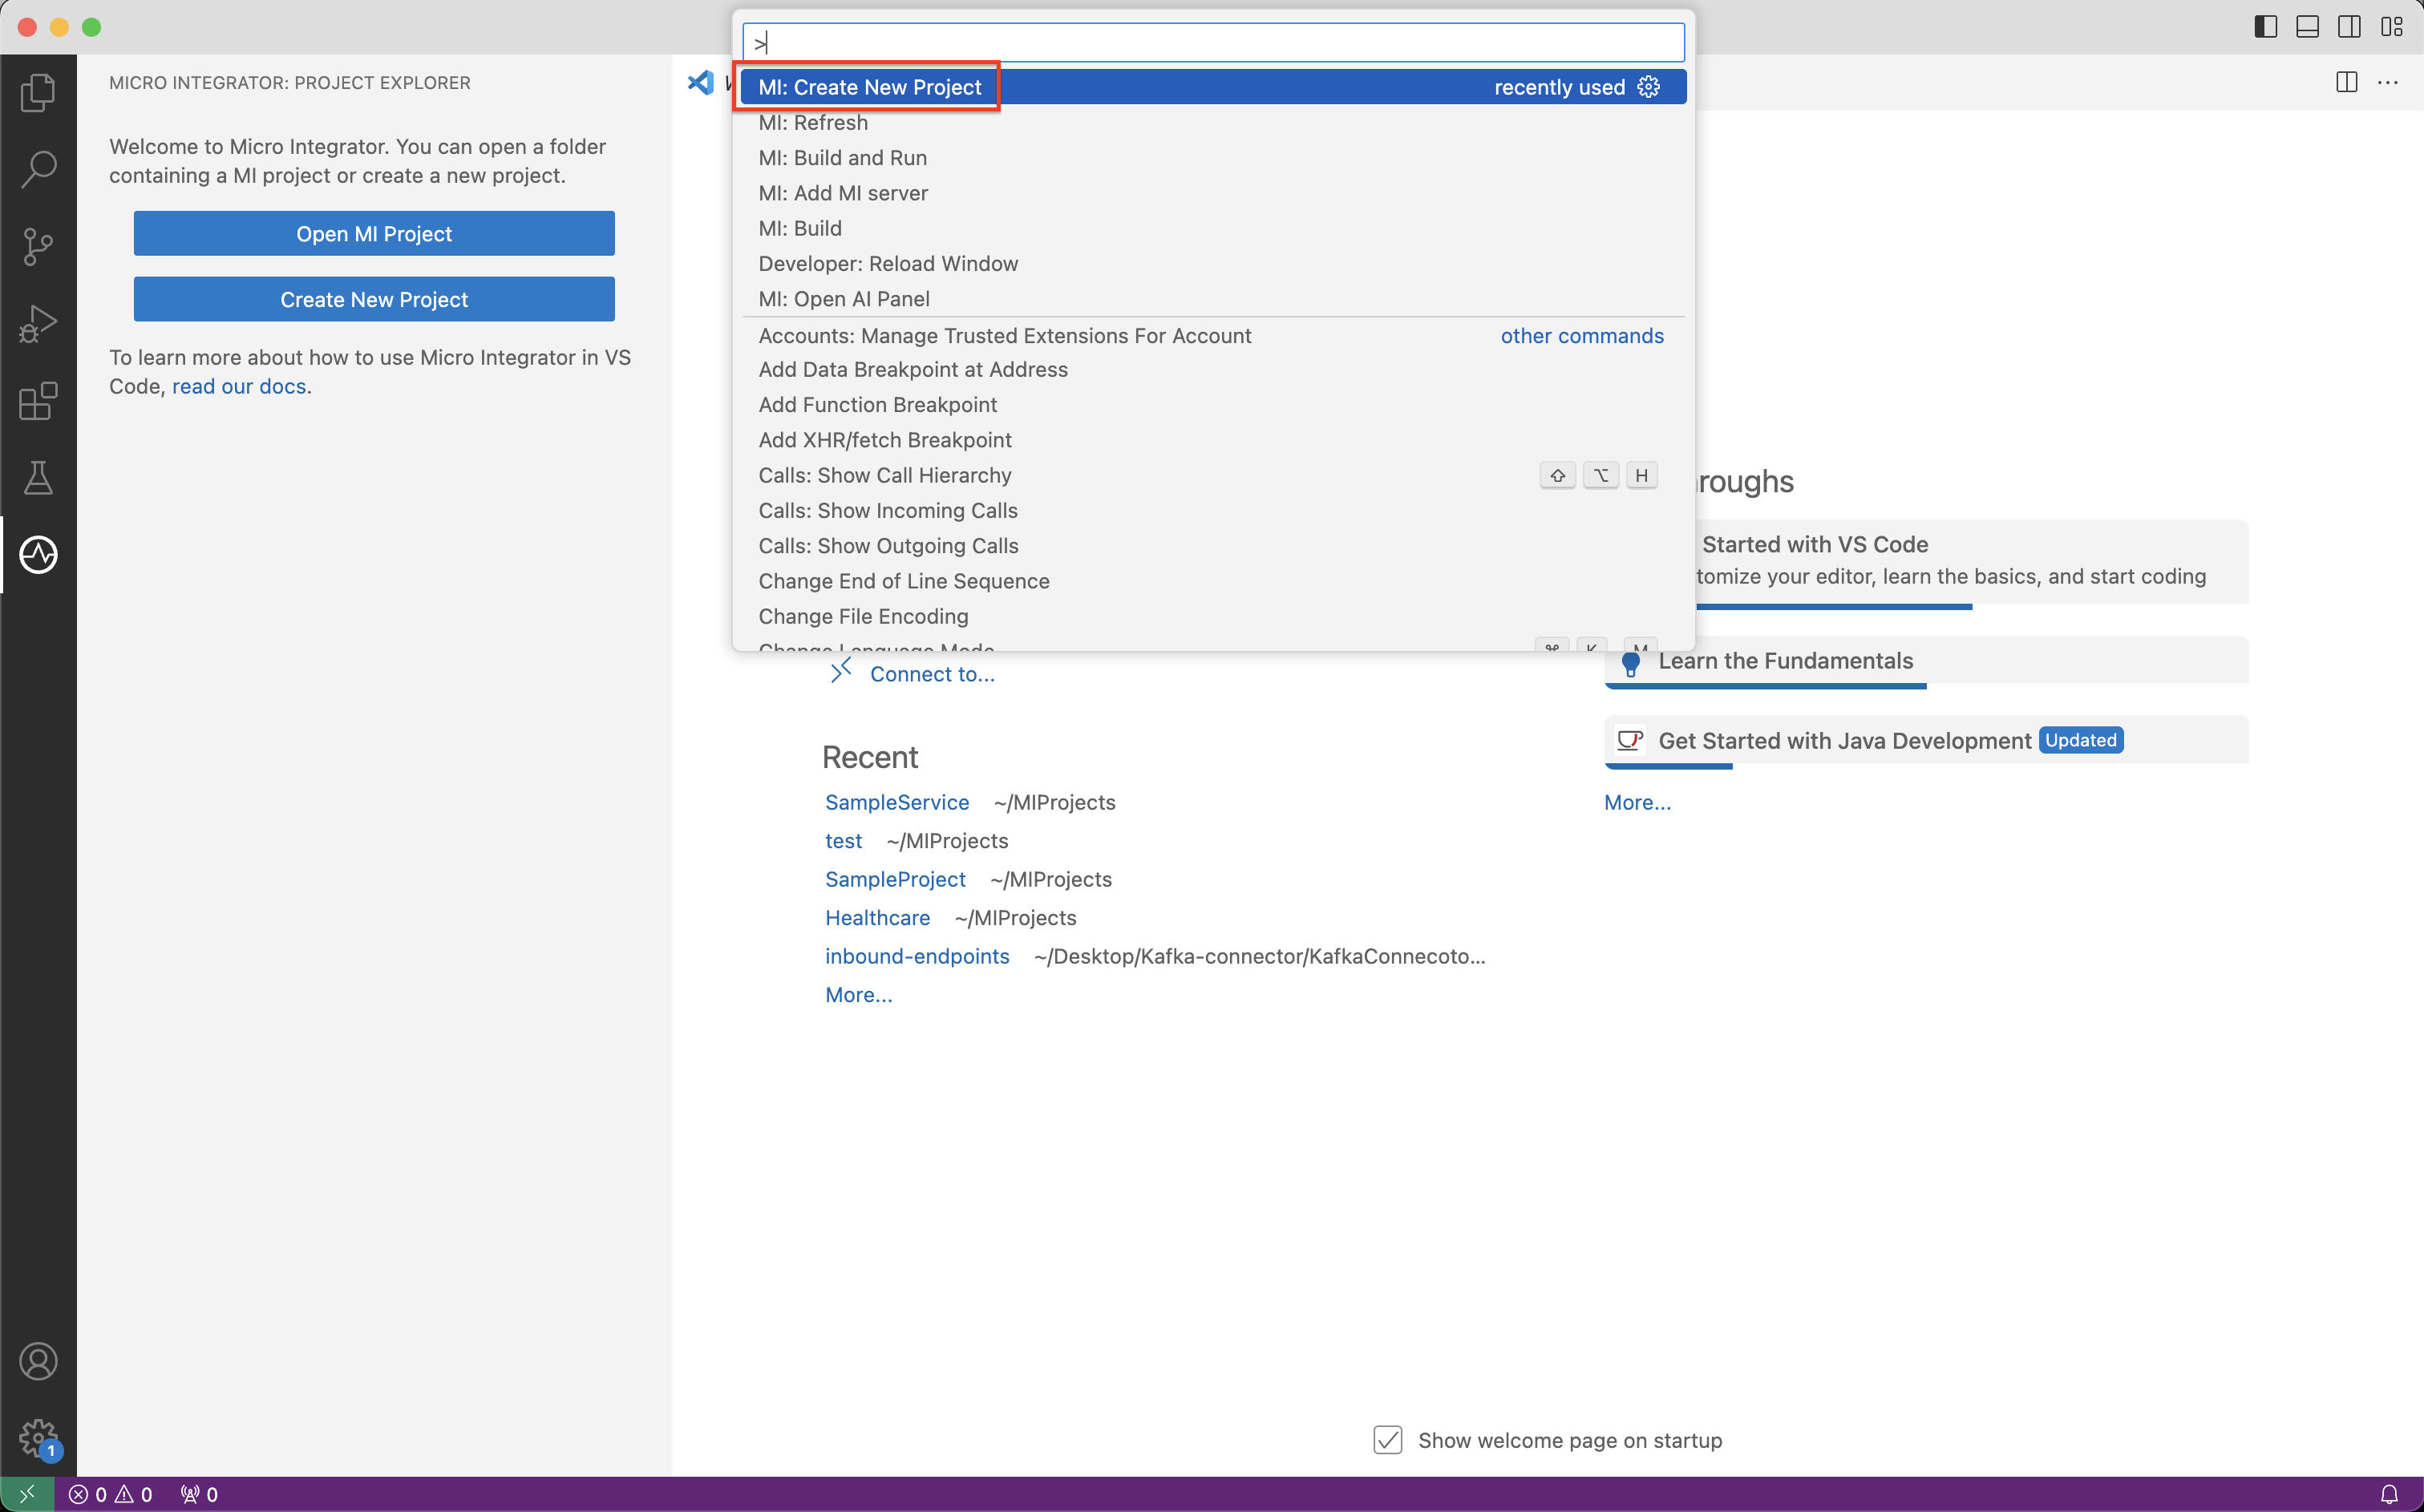 >
MICRO INTEGRATOR: PROJECT EXPLORER
Welcome to Micro Integrator. You can open a folder
containing a MI project or create a new project.
Open MI Project
Create New Project
To learn more about how to use Micro Integrator in VS
Code, read our docs.
MI: Create New Project recently used
MI: Refresh
MI: Build and Run
MI: Add MI server
MI: Build
Developer: Reload Window
MI: Open AI Panel
Accounts: Manage Trusted Extensions For Account other commands
Add Data Breakpoint at Address
Add Function Breakpoint
Add XHR/fetch Breakpoint
Calls: Show Call Hierarchy ⇧ ⌥ H
Calls: Show Incoming Calls
Calls: Show Outgoing Calls
Change End of Line Sequence
Change File Encoding
Change Language Mode ⌘ K M
Connect to...
Recent
SampleService ~/MIProjects
test ~/MIProjects
SampleProject ~/MIProjects
Healthcare ~/MIProjects
inbound-endpoints ~/Desktop/Kafka-connector/KafkaConnecoto...
More...
roughs
Started with VS Code
tomize your editor, learn the basics, and start coding
Learn the Fundamentals
Get Started with Java Development Updated
More...
Show welcome page on startup
1
0 0 0